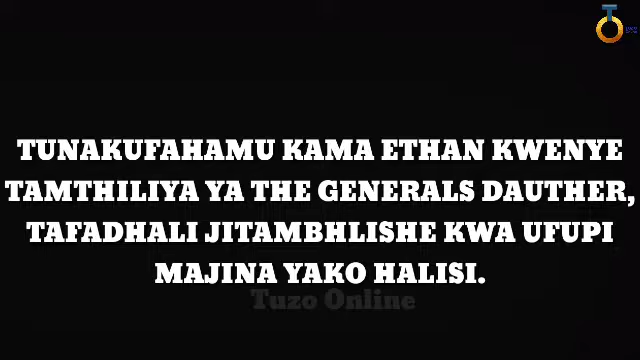 TUNAKUFAHAMU KAMA ETHAN KWENYE
TAMTHILIYA YA THE GENERALS DAUTHER,
TAFADHALI JITAMBHLISHE KWA UFUPI
MAJINA YAKO HALISI.
Tuzo Online